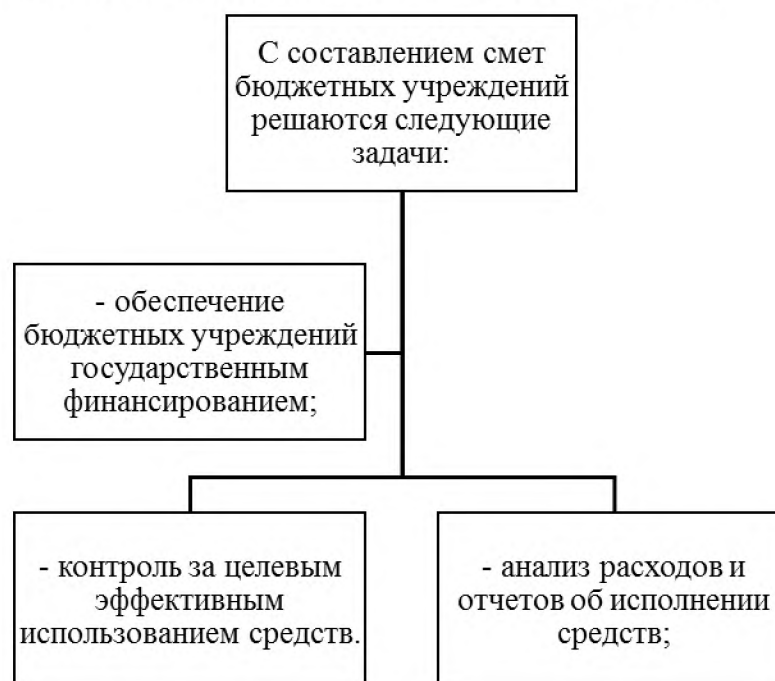 С составлением смет
бюджетных учреждений
решаются следующие
задачи:
- обеспечение
бюджетных учреждений
государственным
финансированием;
- контроль за целевым
эффективным
использованием средств.
- анализ расходов и
отчетов об исполнении
средств;